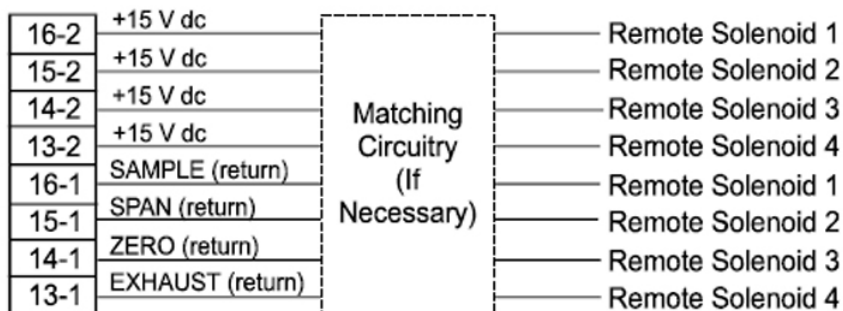 16-2 +15 V dc Remote Solenoid 1
15-2 +15 V dc Remote Solenoid 2
14-2 +15 V dc Remote Solenoid 3
13-2 +15 V dc Remote Solenoid 4
16-1 SAMPLE (return) Remote Solenoid 1
15-1 SPAN (return) Remote Solenoid 2
14-1 ZERO (return) Remote Solenoid 3
13-1 EXHAUST (return) Remote Solenoid 4
Matching
Circuitry
(If
Necessary)